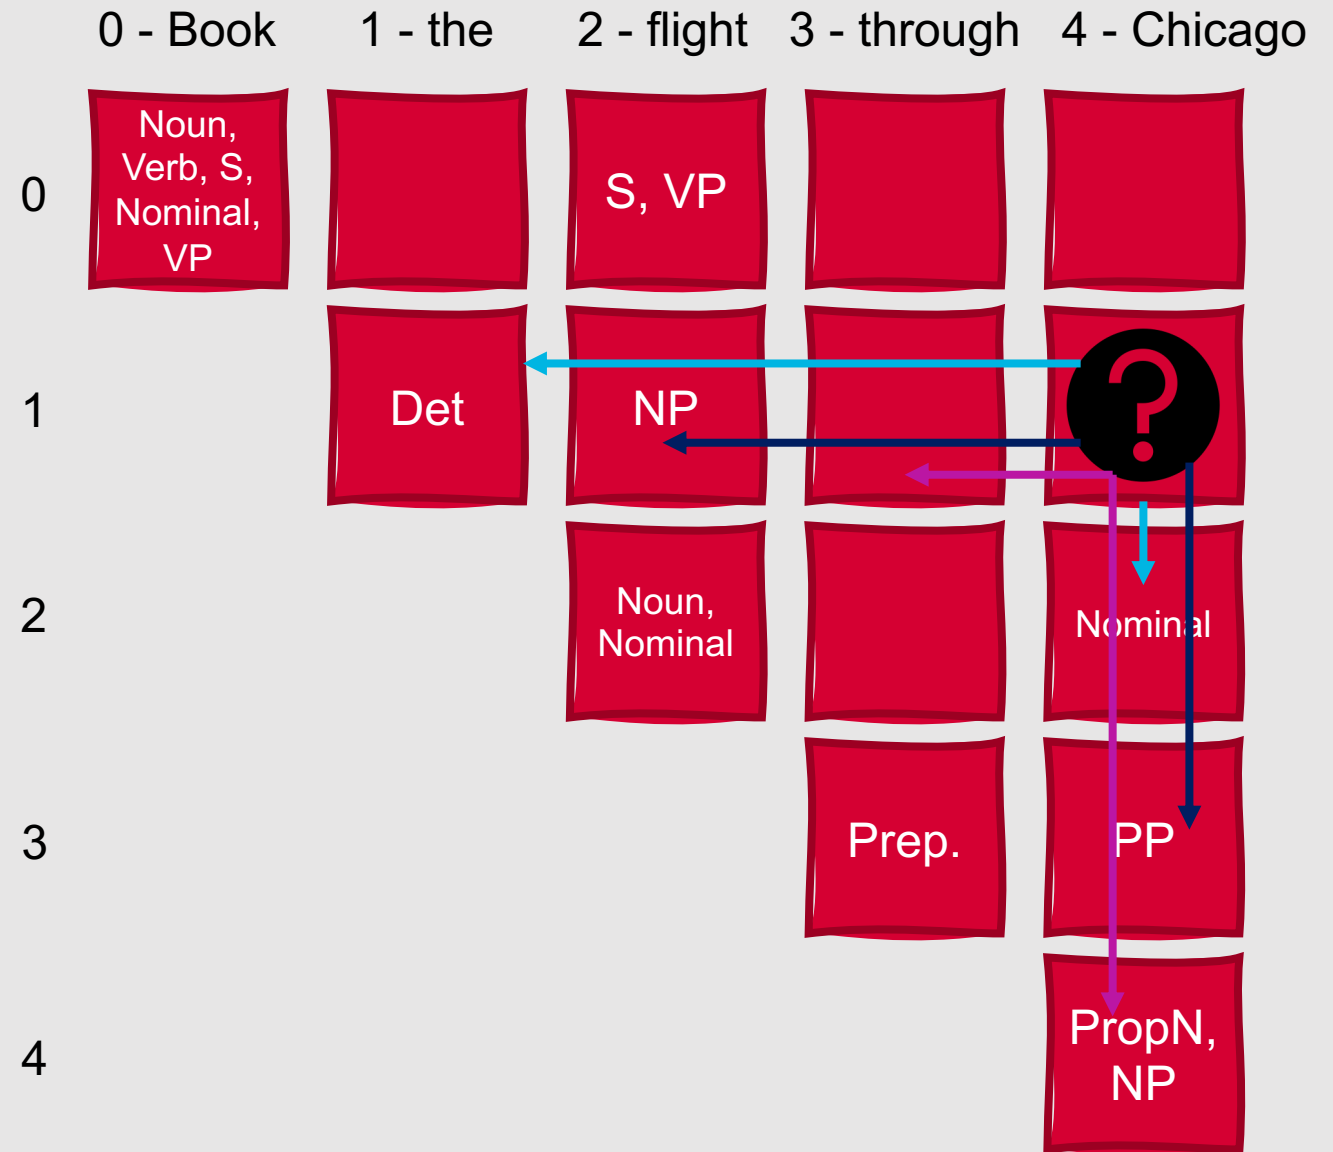 0 - Book 1 - the 2 - flight 3 - through 4 - Chicago
0
Noun,
Verb, S,
Nominal,
VP
S, VP
1
Det
NP
?
2
Noun,
Nominal
Nominal
3
Prep.
PP
4
PropN,
NP